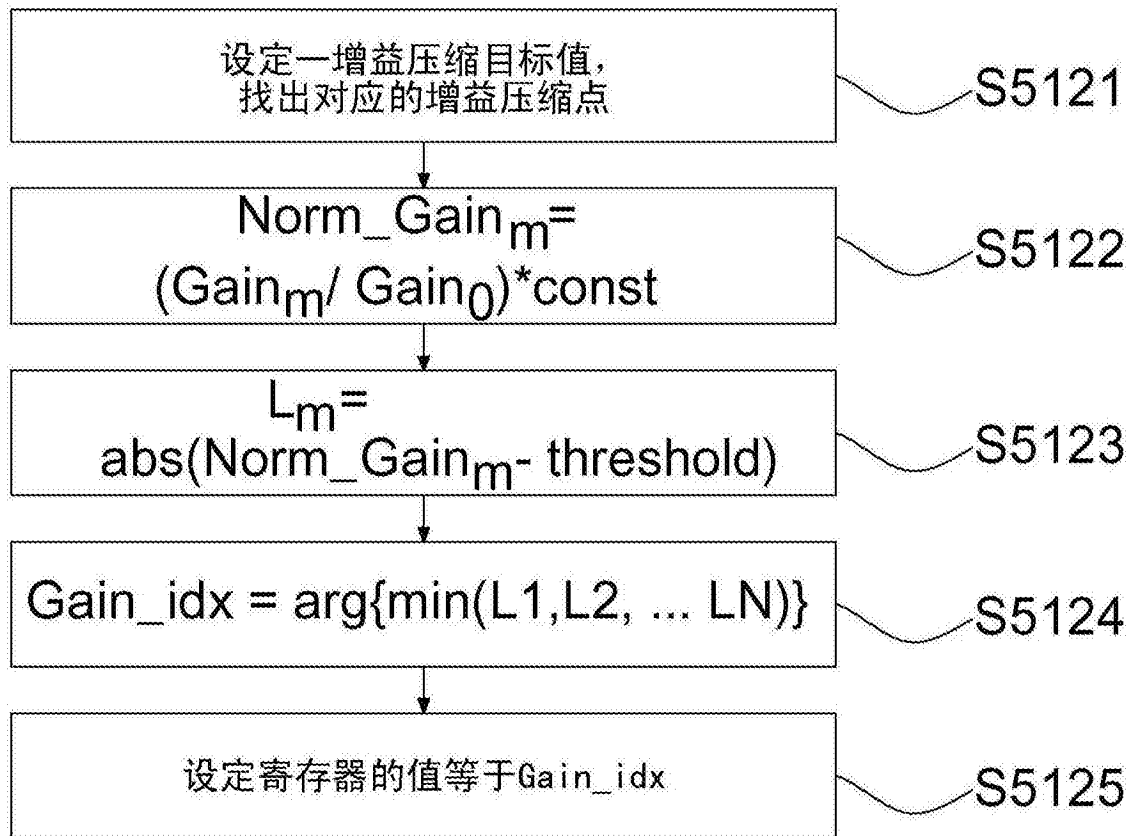 设定一增益压缩目标值,
找出对应的增益压缩点
S5121
Norm_Gainm=
(Gainm/ Gain0)*const
S5122
Lm=
abs(Norm_Gainm- threshold)
S5123
Gain_idx = arg{min(L1,L2, ... LN)}
S5124
设定寄存器的值等于Gain_idx
S5125